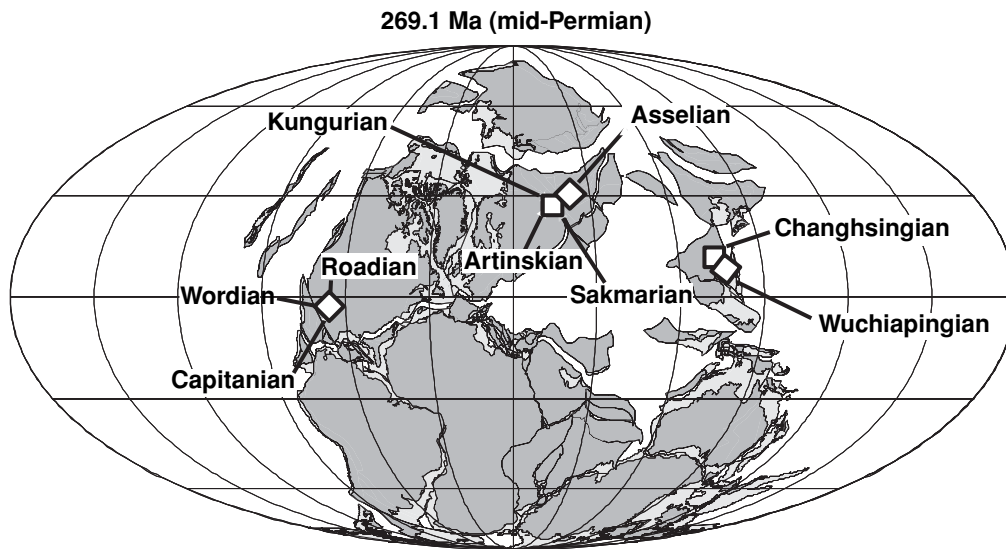 269.1 Ma (mid-Permian)
Kungurian
Asselian
Changhsingian
Roadian
Artinskian
Wordian
Sakmarian
Wuchiapingian
Capitanian